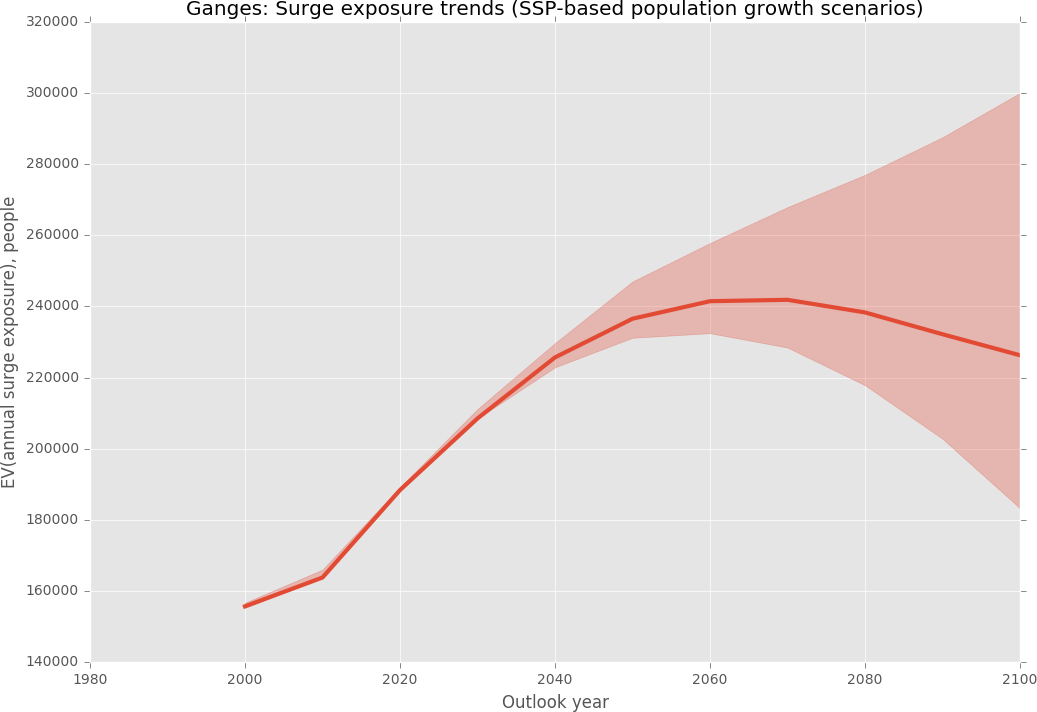 Ganges: Surge exposure trends (SSP-based population growth scenarios)
320000
300000
280000
260000
240000
220000
200000
180000
160000
140000
EV(annual surge exposure), people
1980 2000 2020 2040 2060 2080 2100
Outlook year